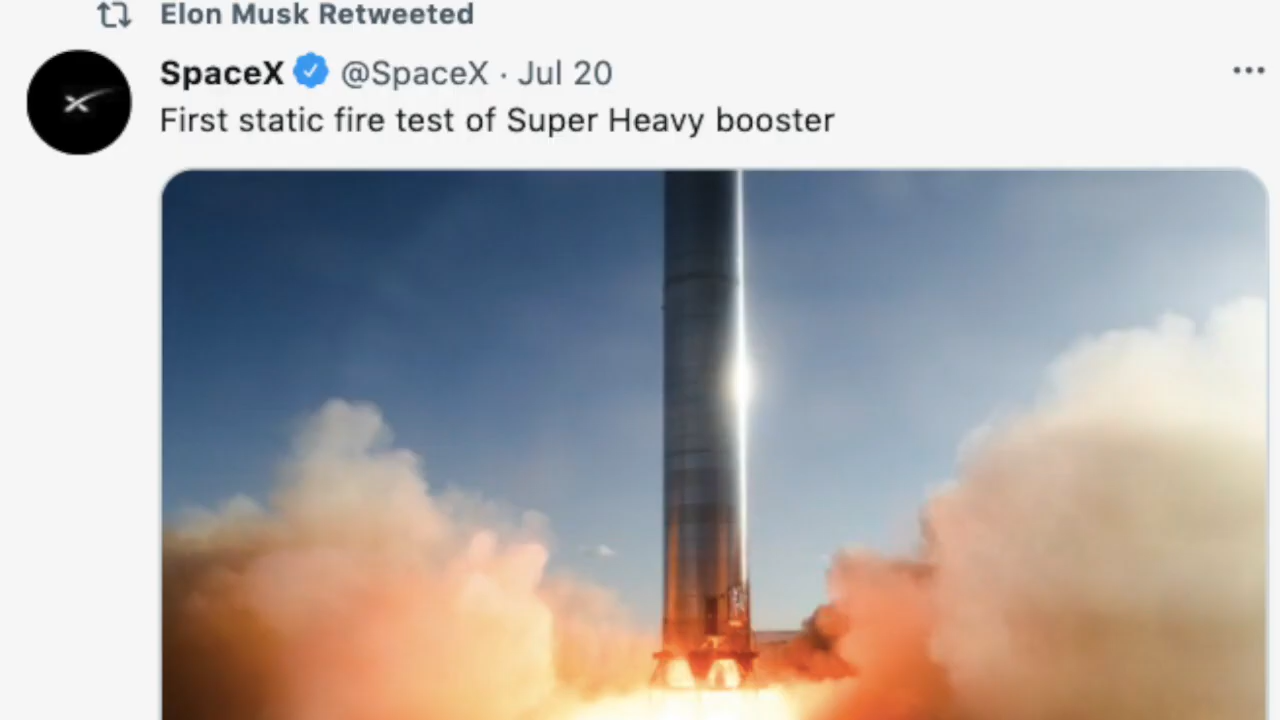 Elon Musk Retweeted
SpaceX @SpaceX · Jul 20
First static fire test of Super Heavy booster